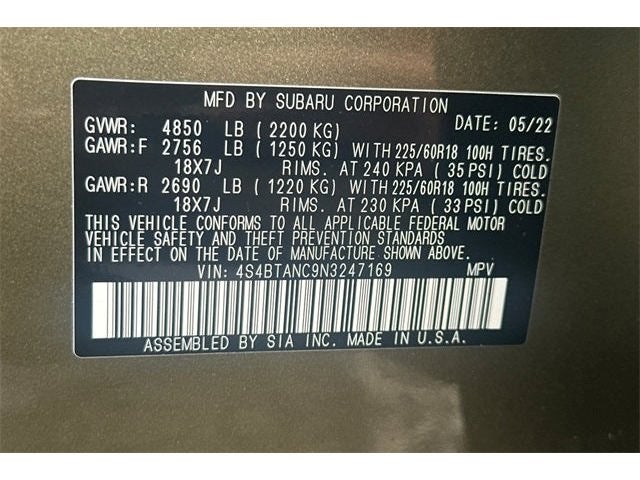 MFD BY SUBARU CORPORATION
GVWR: 4850 LB (2200 KG) DATE: 05/22
GAWR:F 2756 LB (1250 KG) WITH 225/60R18 100H TIRES.
18X7J RIMS. AT 240 KPA (35 PSI) COLD
GAWR:R 2690 LB (1220 KG) WITH 225/60R18 100H TIRES.
18X7J RIMS. AT 230 KPA (33 PSI) COLD
THIS VEHICLE CONFORMS TO ALL APPLICABLE FEDERAL MOTOR
VEHICLE SAFETY AND THEFT PREVENTION STANDARDS
IN EFFECT ON THE DATE OF MANUFACTURE SHOWN ABOVE.
VIN: 4S4BTANC9N3247169 MPV
ASSEMBLED BY SIA INC. MADE IN U.S.A.